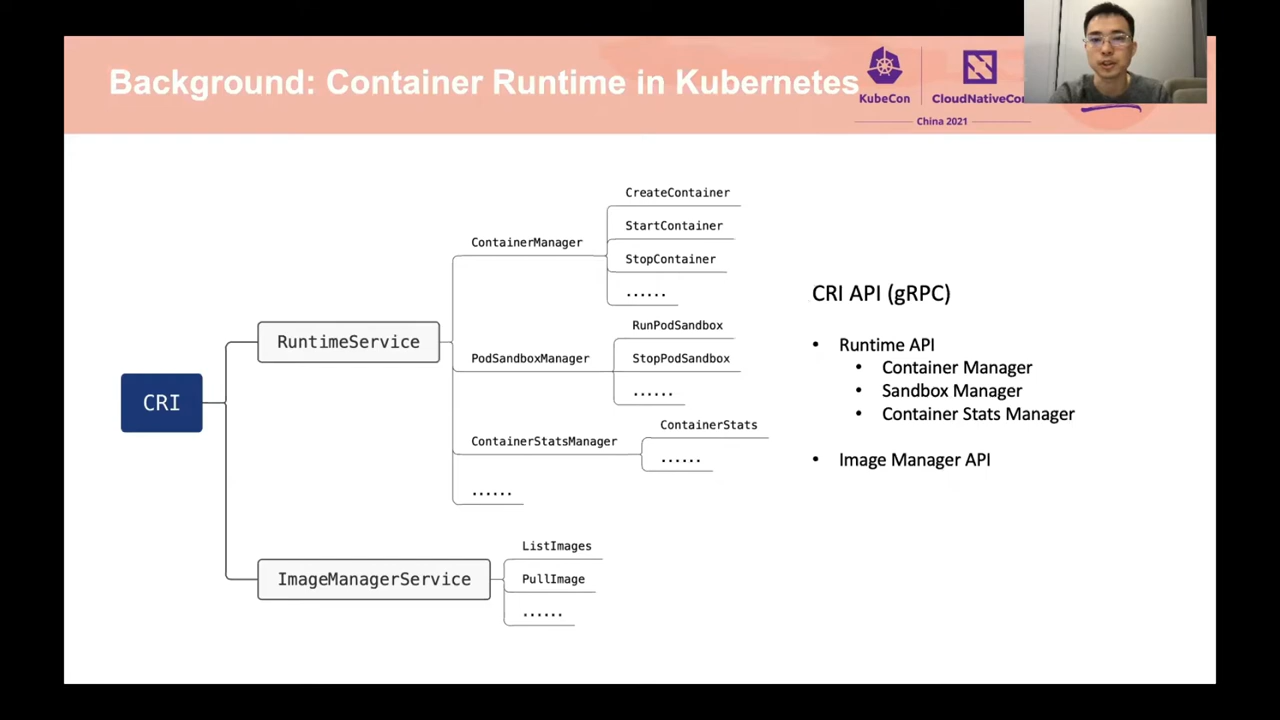 Background: Container Runtime in Kubernetes
KubeCon
CloudNativeCon
China 2021
CRI
RuntimeService
ContainerManager
CreateContainer
StartContainer
StopContainer
......
PodSandboxManager
RunPodSandbox
StopPodSandbox
......
ContainerStatsManager
ContainerStats
......
......
ImageManagerService
ListImages
PullImage
......
CRI API (gRPC)
• Runtime API
• Container Manager
• Sandbox Manager
• Container Stats Manager
• Image Manager API